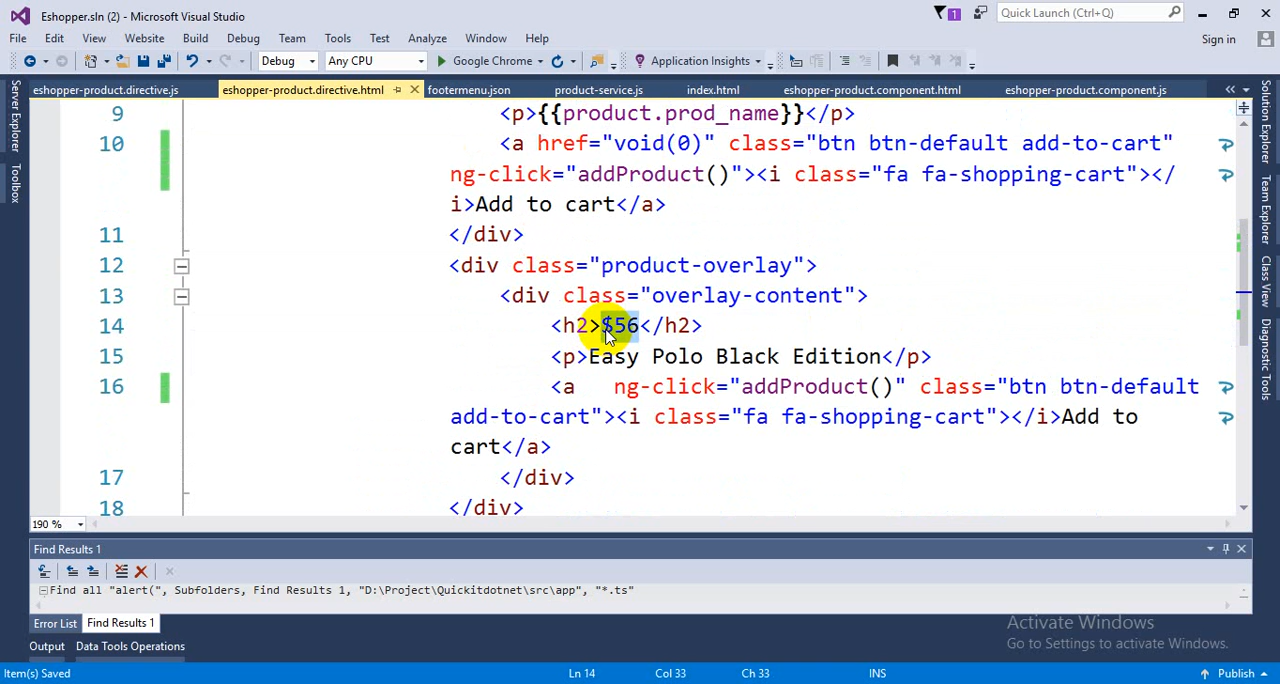 Eshopper.sln (2) - Microsoft Visual Studio
1
Quick Launch (Ctrl+Q)
File Edit View Website Build Debug Team Tools Test Analyze Window Help
Sign in
Debug Any CPU Google Chrome Application Insights
eshopper-product.directive.js eshopper-product.directive.html footermenu.json product-service.js index.html eshopper-product.component.html eshopper-product.component.js
Server Explorer
Toolbox
Solution Explorer
Team Explorer
Class View
Diagnostic Tools
9 <p>{{product.prod_name}}</p>
10 <a href="void(0)" class="btn btn-default add-to-cart"
ng-click="addProduct()"><i class="fa fa-shopping-cart"></
i>Add to cart</a>
11 </div>
12 <div class="product-overlay">
13 <div class="overlay-content">
14 <h2>$56</h2>
15 <p>Easy Polo Black Edition</p>
16 <a ng-click="addProduct()" class="btn btn-default
add-to-cart"><i class="fa fa-shopping-cart"></i>Add to
cart</a>
17 </div>
18 </div>
190 %
Find Results 1
Find all "alert(", Subfolders, Find Results 1, "D:\Project\Quickitdotnet\src\app", "*.ts"
Error List Find Results 1
Output Data Tools Operations
Activate Windows
Go to Settings to activate Windows.
Item(s) Saved Ln 14 Col 33 Ch 33 INS Publish